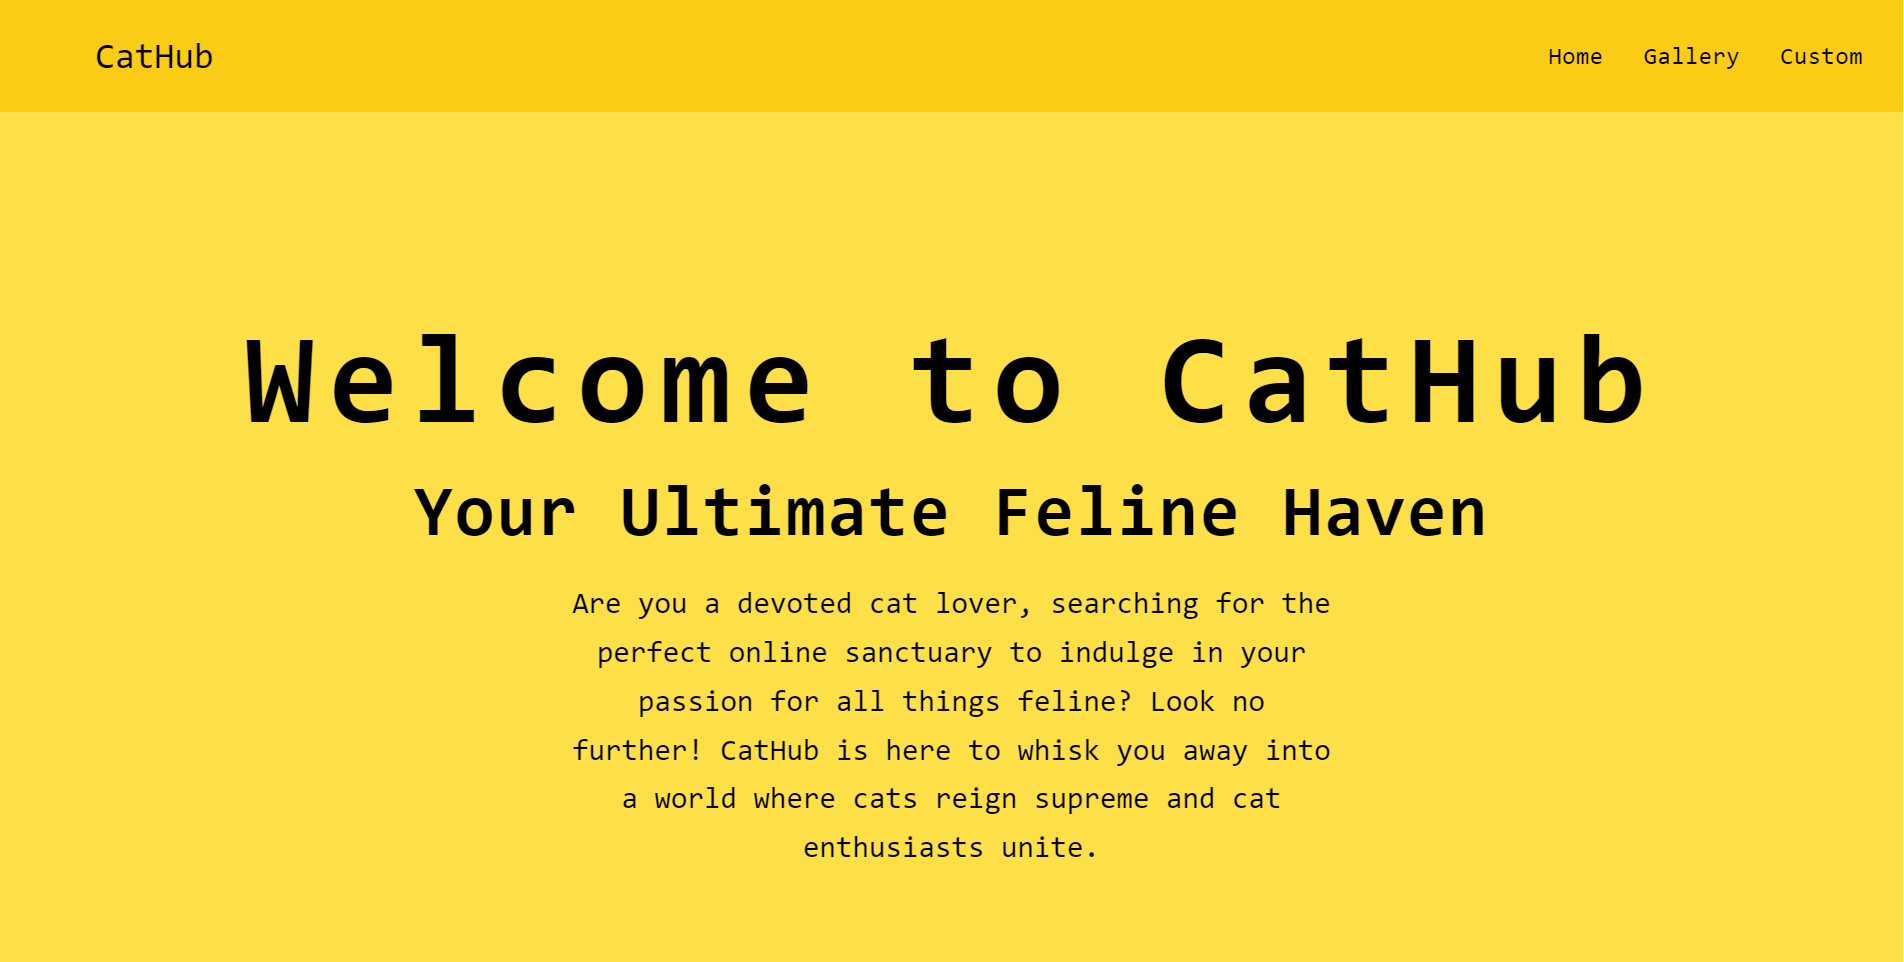 CatHub
Home Gallery Custom
Welcome to CatHub
Your Ultimate Feline Haven
Are you a devoted cat lover, searching for the
perfect online sanctuary to indulge in your
passion for all things feline? Look no
further! CatHub is here to whisk you away into
a world where cats reign supreme and cat
enthusiasts unite.